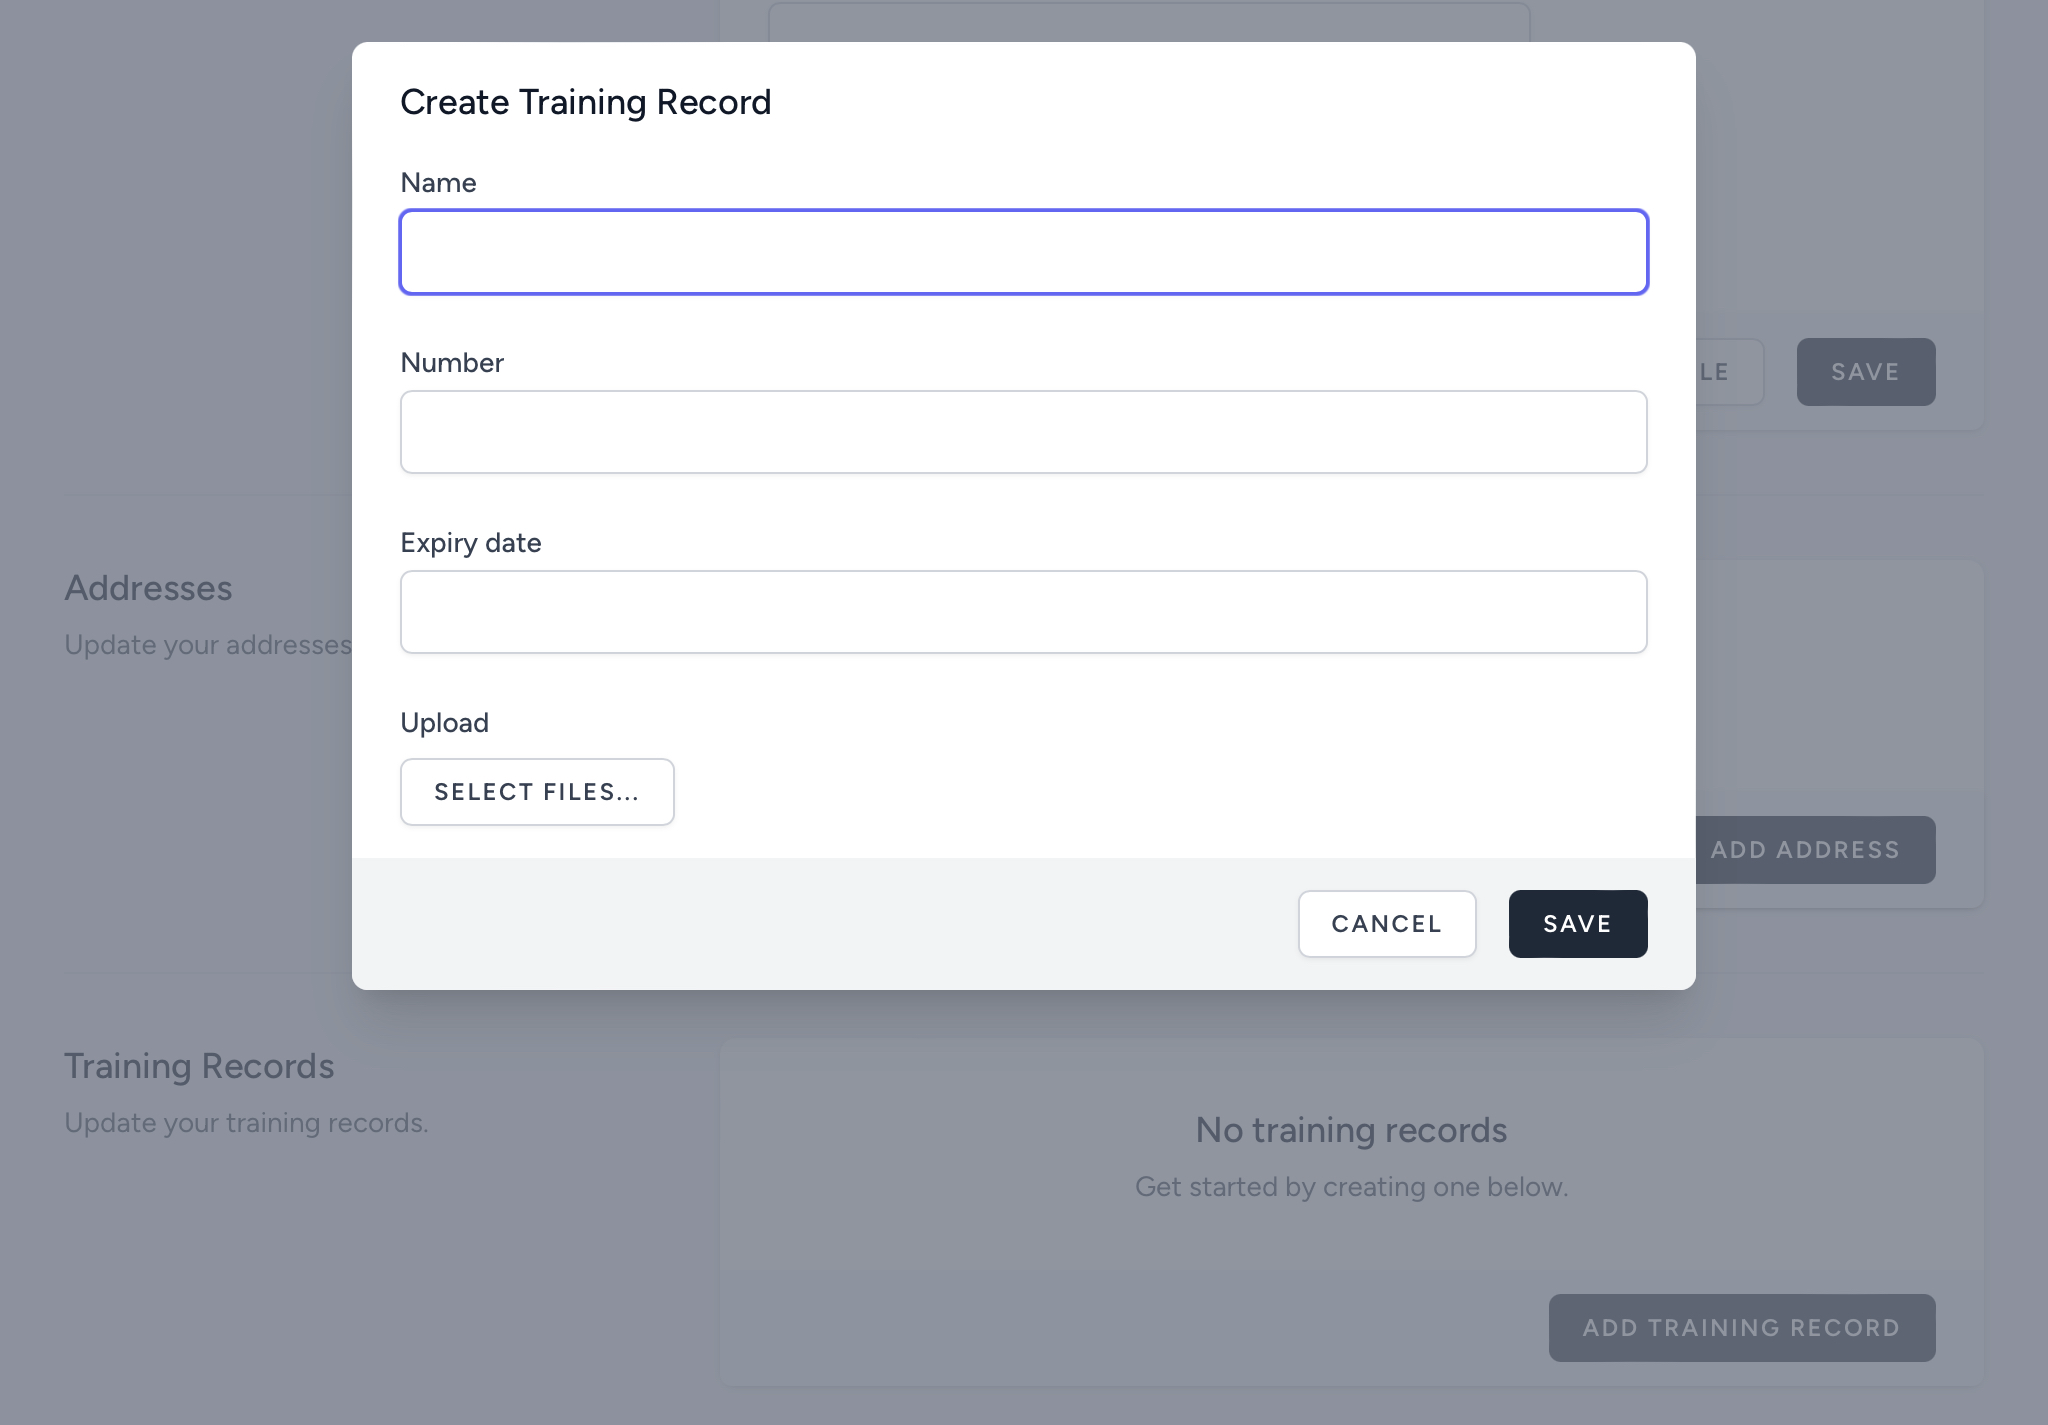 Create Training Record
Name
Number
Expiry date
Upload
SELECT FILES...
CANCEL
SAVE
LE
SAVE
Addresses
Update your addresses
ADD ADDRESS
Training Records
Update your training records.
No training records
Get started by creating one below.
ADD TRAINING RECORD